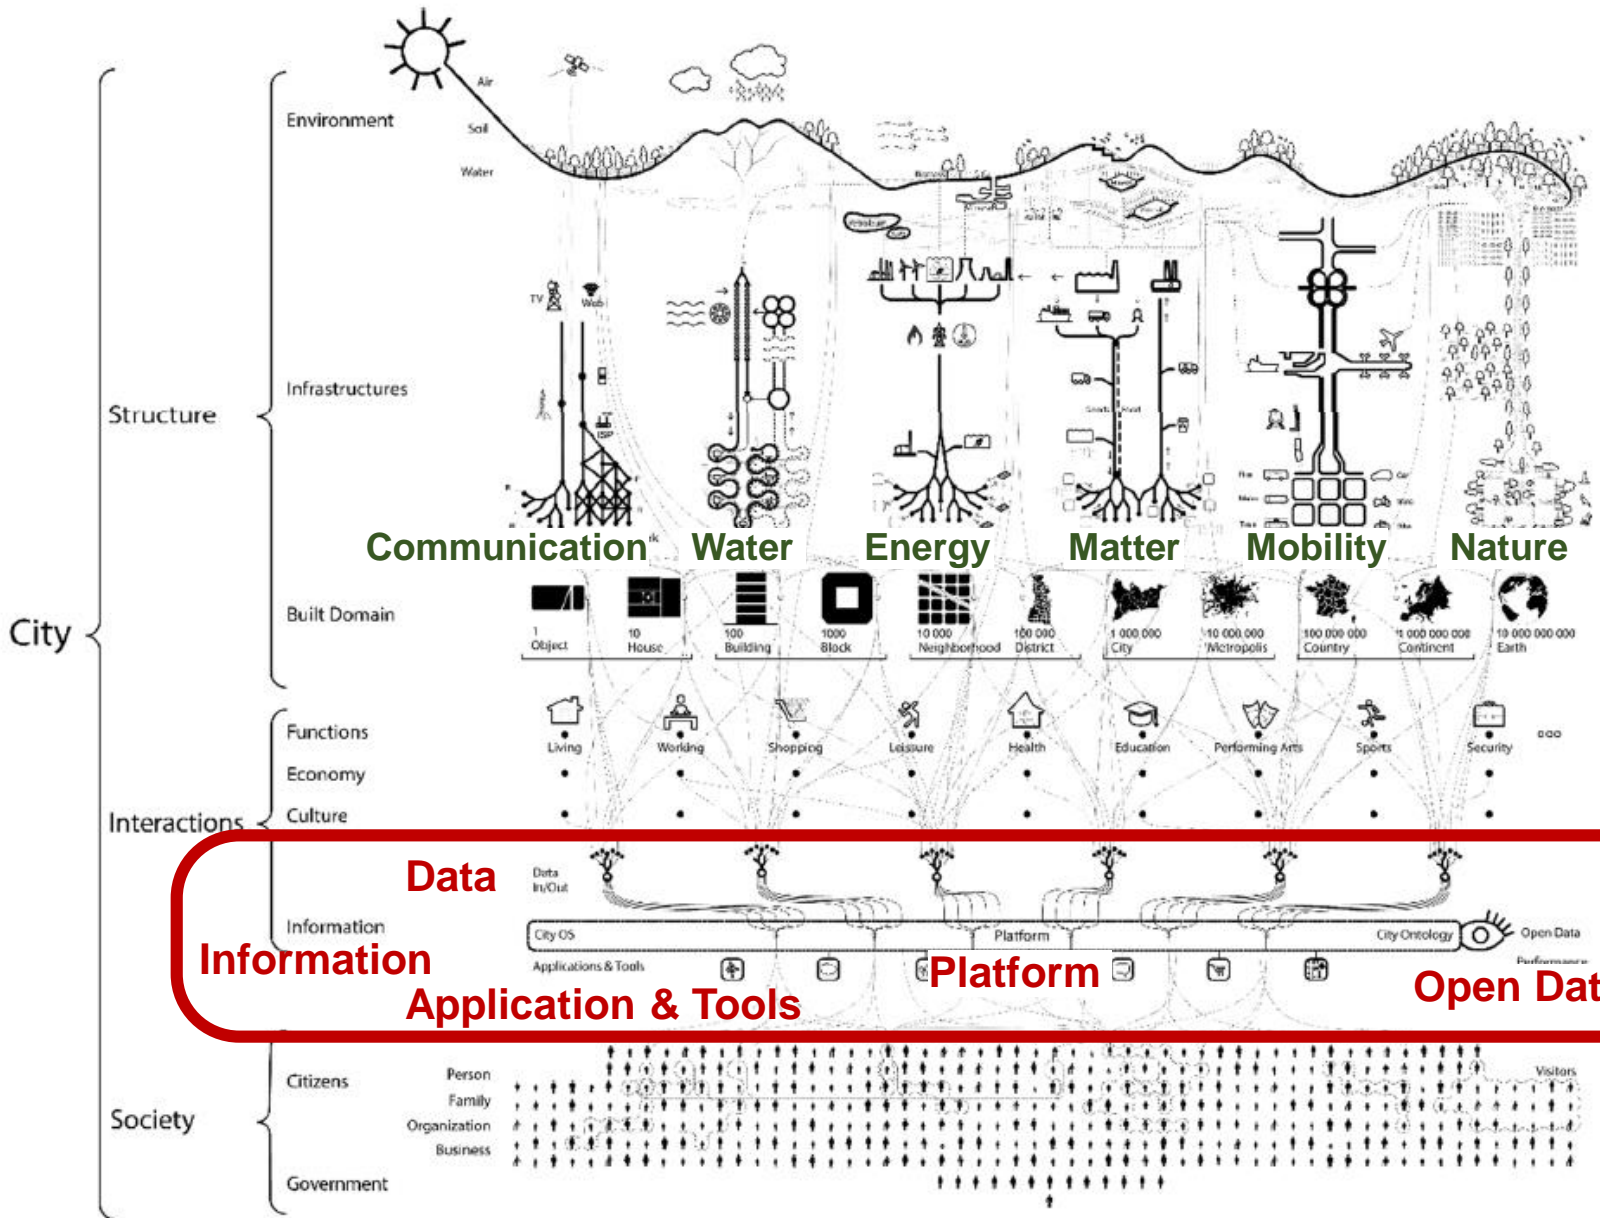 City
Structure
Environment
Air
Soil
Water
TV
Web
ISP
Infrastructures
Communication
Water
Energy
Matter
Mobility
Nature
Built Domain
1
Object
10
House
100
Building
1000
Block
10 000
Neighborhood
100 000
District
1 000 000
City
10 000 000
Metropolis
100 000 000
Country
1 000 000 000
Continent
10 000 000 000
Earth
Interactions
Functions
Living
Working
Shopping
Leissure
Health
Education
Performing Arts
Sports
Security
Economy
Culture
Data
Data
In/Out
Information
City OS
Platform
City Ontology
Open Data
Information
Applications & Tools
Platform
Performance
Application & Tools
Open Dat
Society
Citizens
Person
Family
Organization
Business
Visitors
Government